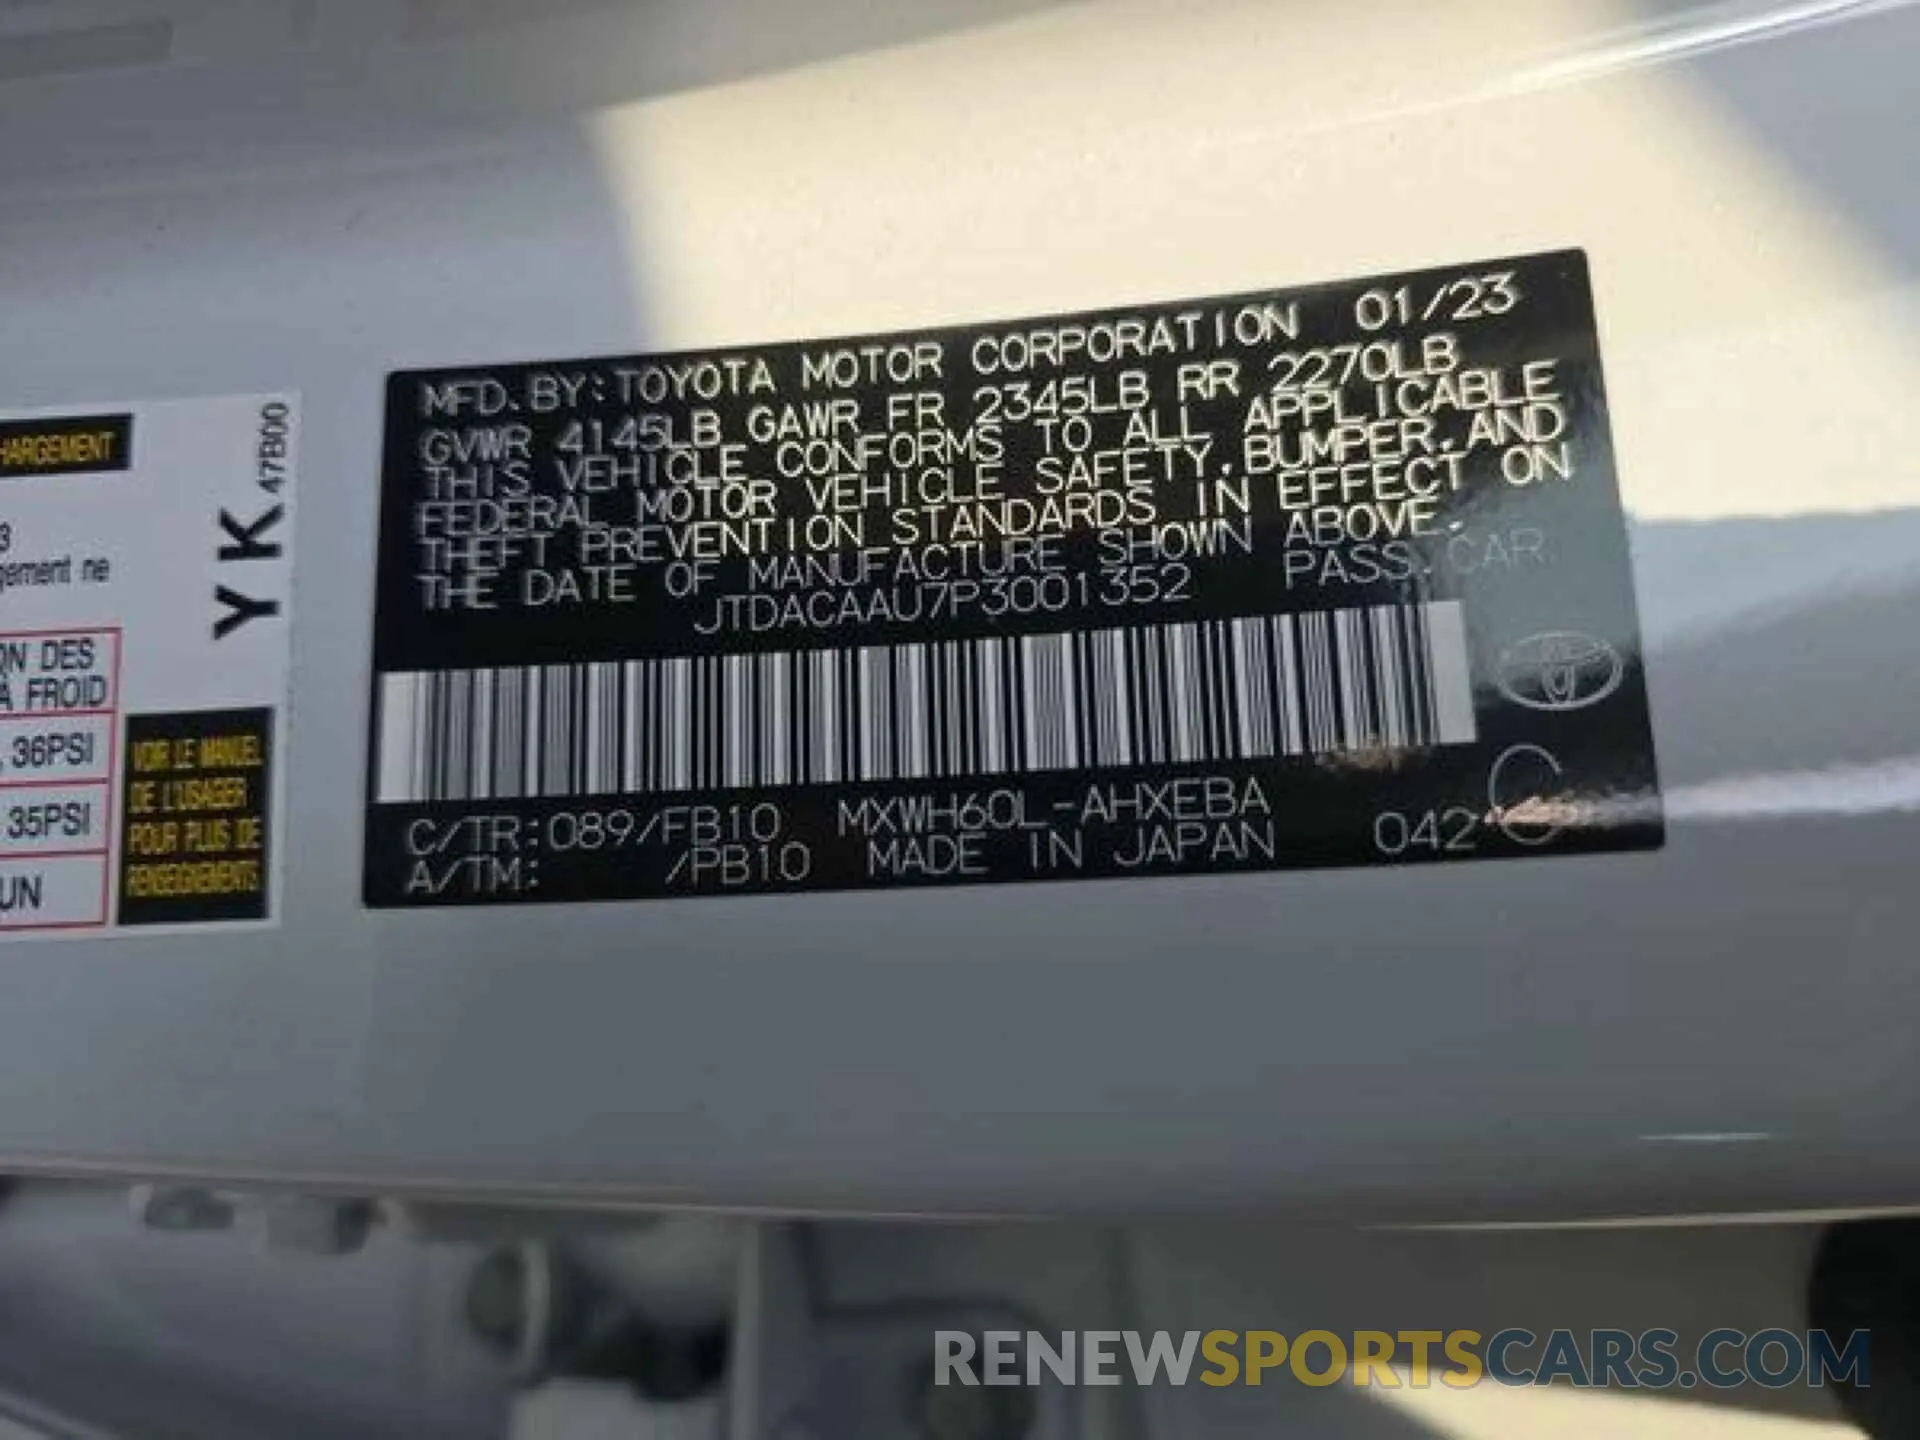 HARGEMENT
47B00
YK
3
gement ne
ON DES
À FROID
36PSI
35PSI
UN
VOIR LE MANUEL
DE L'USAGER
POUR PLUS DE
RENSEIGNEMENTS
MFD. BY: TOYOTA MOTOR CORPORATION 01/23
GVWR 4145LB GAWR FR 2345LB RR 2270LB
THIS VEHICLE CONFORMS TO ALL APPLICABLE
FEDERAL MOTOR VEHICLE SAFETY, BUMPER, AND
THEFT PREVENTION STANDARDS IN EFFECT ON
THE DATE OF MANUFACTURE SHOWN ABOVE.
JTDACAAU7P3001352 PASS. CAR
C/TR: 089/FB10 MXWH60L-AHXEBA
A/TM: /PB10 MADE IN JAPAN 042
RENEWSPORTSCARS.COM